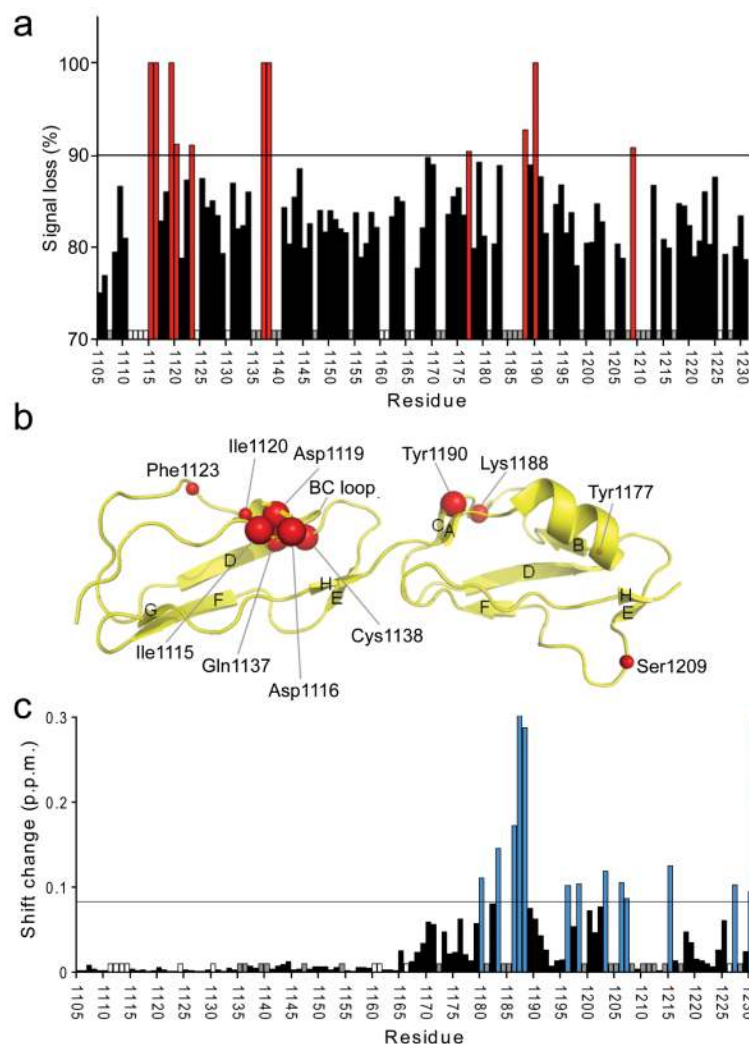 a
100
90
80
70
Signal loss (%)
1105 1110 1115 1120 1125 1130 1135 1140 1145 1150 1155 1160 1165 1170 1175 1180 1185 1190 1195 1200 1205 1210 1215 1220 1225 1230
Residue
b
Ile1120
Asp1119
Phe1123
BC loop
Tyr1190
Lys1188
Tyr1177
C A
B
D
D
H
E
G
F
F
H
E
Ile1115
Gln1137
Asp1116
Cys1138
Ser1209
c
0.3
0.2
0.1
0
Shift change (p.p.m.)
1105 1110 1115 1120 1125 1130 1135 1140 1145 1150 1155 1160 1165 1170 1175 1180 1185 1190 1195 1200 1205 1210 1215 1220 1225 1230
Residue